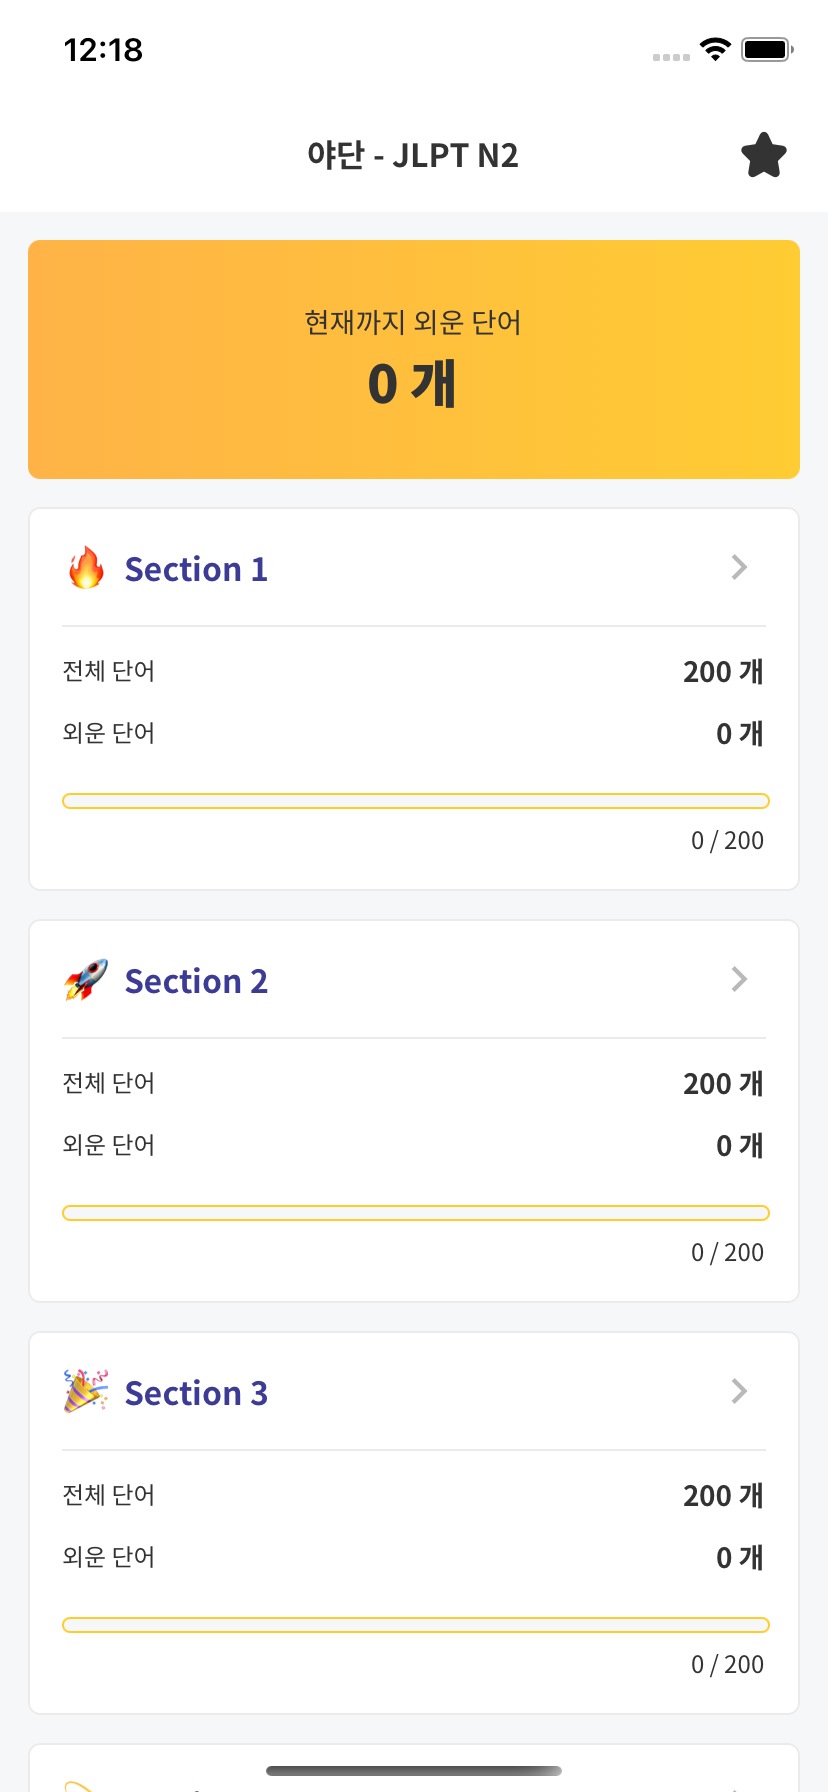 12:18
야단 - JLPT N2
현재까지 외운 단어
0 개
Section 1
전체 단어 200 개
외운 단어 0 개
0 / 200
Section 2
전체 단어 200 개
외운 단어 0 개
0 / 200
Section 3
전체 단어 200 개
외운 단어 0 개
0 / 200